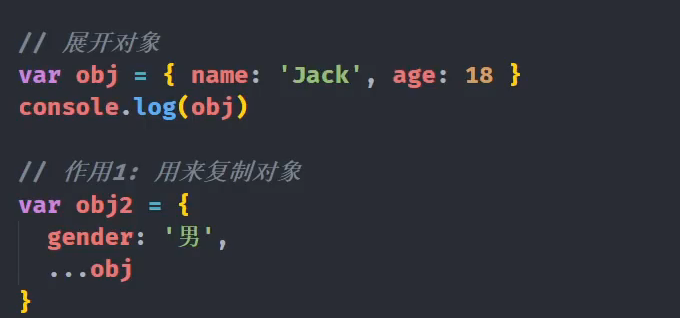 // 展开对象
var obj = { name: 'Jack', age: 18 }
console.log(obj)
// 作用1: 用来复制对象
var obj2 = {
gender: '男',
...obj
}